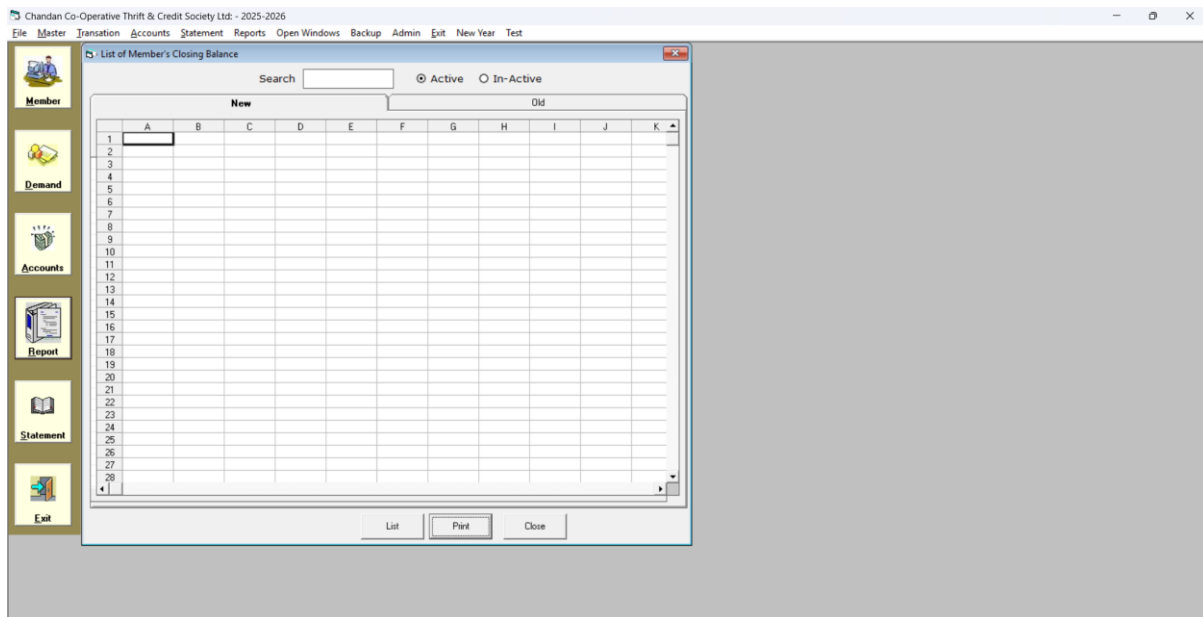 Chandan Co-Operative Thrift & Credit Society Ltd: - 2025-2026
File Master Transation Accounts Statement Reports Open Windows Backup Admin Exit New Year Test
List of Member's Closing Balance
Search Active In-Active
New Old
Member
Demand
Accounts
Report
Statement
Exit
A B C D E F G H I J K
1
2
3
4
5
6
7
8
9
10
11
12
13
14
15
16
17
18
19
20
21
22
23
24
25
26
27
28
List Print Close